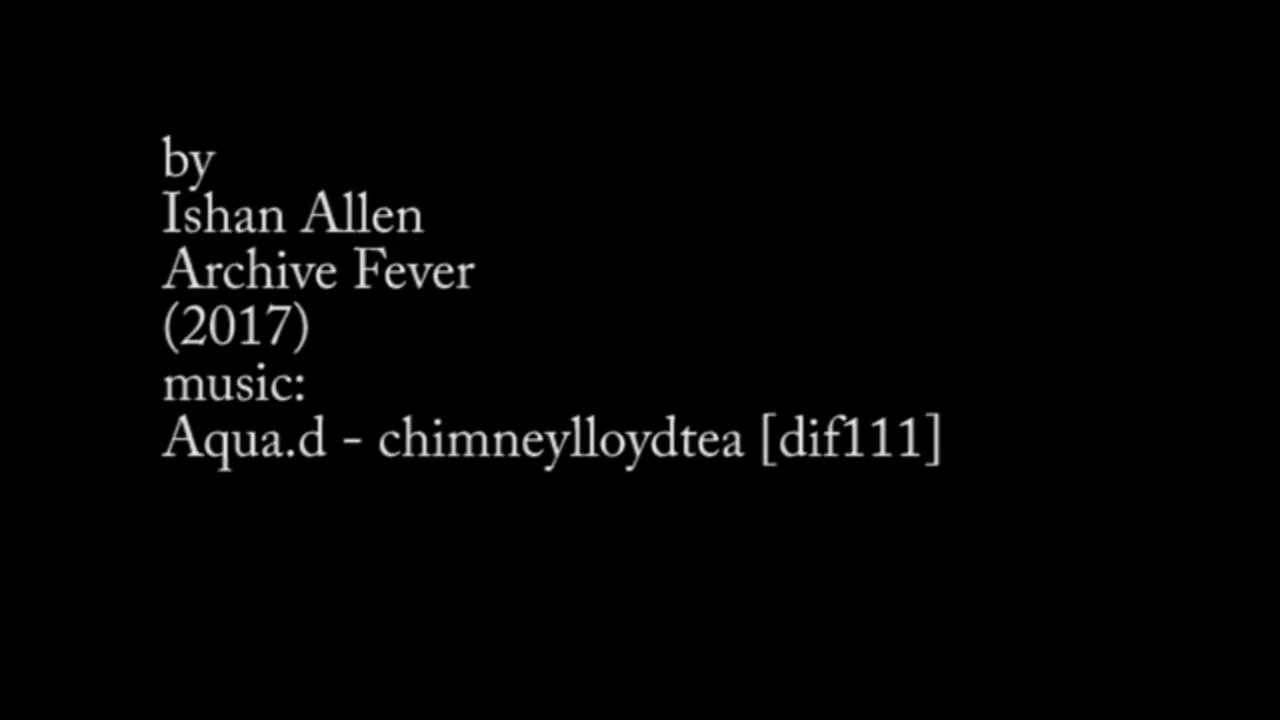 by
Ishan Allen
Archive Fever
(2017)
music:
Aqua.d - chimneylloydtea [dif111]